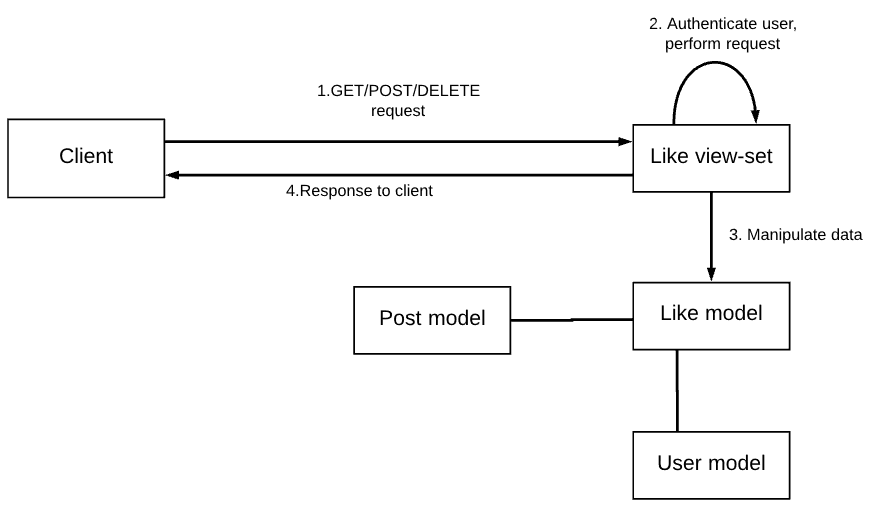 2. Authenticate user,
perform request
1.GET/POST/DELETE
request
Client
Like view-set
4.Response to client
3. Manipulate data
Post model
Like model
User model